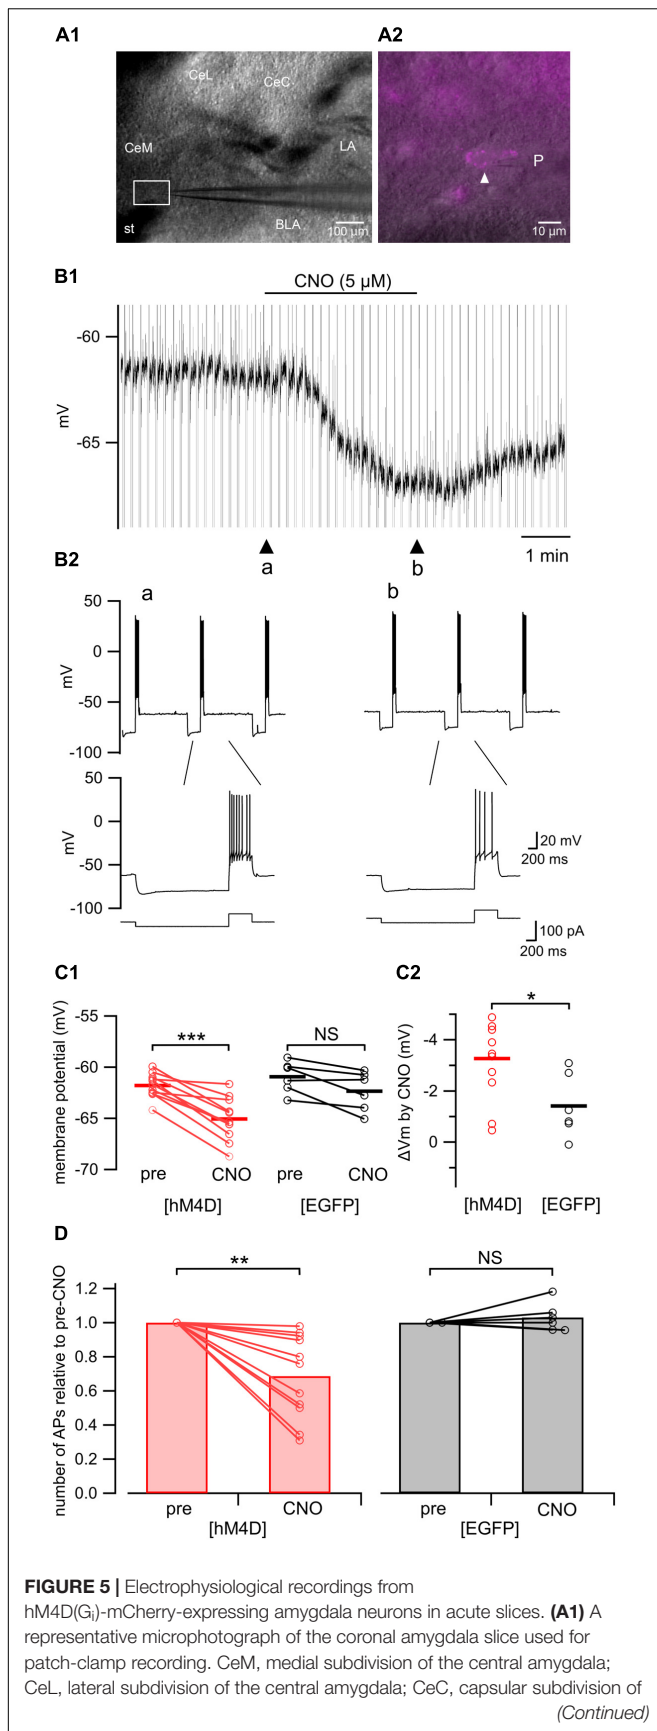 A1
A2
CeL
CeC
CeM
LA
st
BLA
100 µm
P
10 µm
B1
CNO (5 µM)
-60
mV
-65
a
b
1 min
B2
a
b
50
0
mV
-50
-100
50
0
mV
-50
-100
20 mV
200 ms
100 pA
200 ms
C1
C2
-55
membrane potential (mV)
-60
-65
-70
***
NS
pre
CNO
pre
CNO
[hM4D]
[EGFP]
*
ΔVm by CNO (mV)
-4
-2
0
[hM4D]
[EGFP]
D
**
NS
number of APs relative to pre-CNO
1.2
1.0
0.8
0.6
0.4
0.2
0.0
pre
CNO
[hM4D]
pre
CNO
[EGFP]
FIGURE 5 | Electrophysiological recordings from
hM4D(Gi)-mCherry-expressing amygdala neurons in acute slices. (A1) A
representative microphotograph of the coronal amygdala slice used for
patch-clamp recording. CeM, medial subdivision of the central amygdala;
CeL, lateral subdivision of the central amygdala; CeC, capsular subdivision of
(Continued)